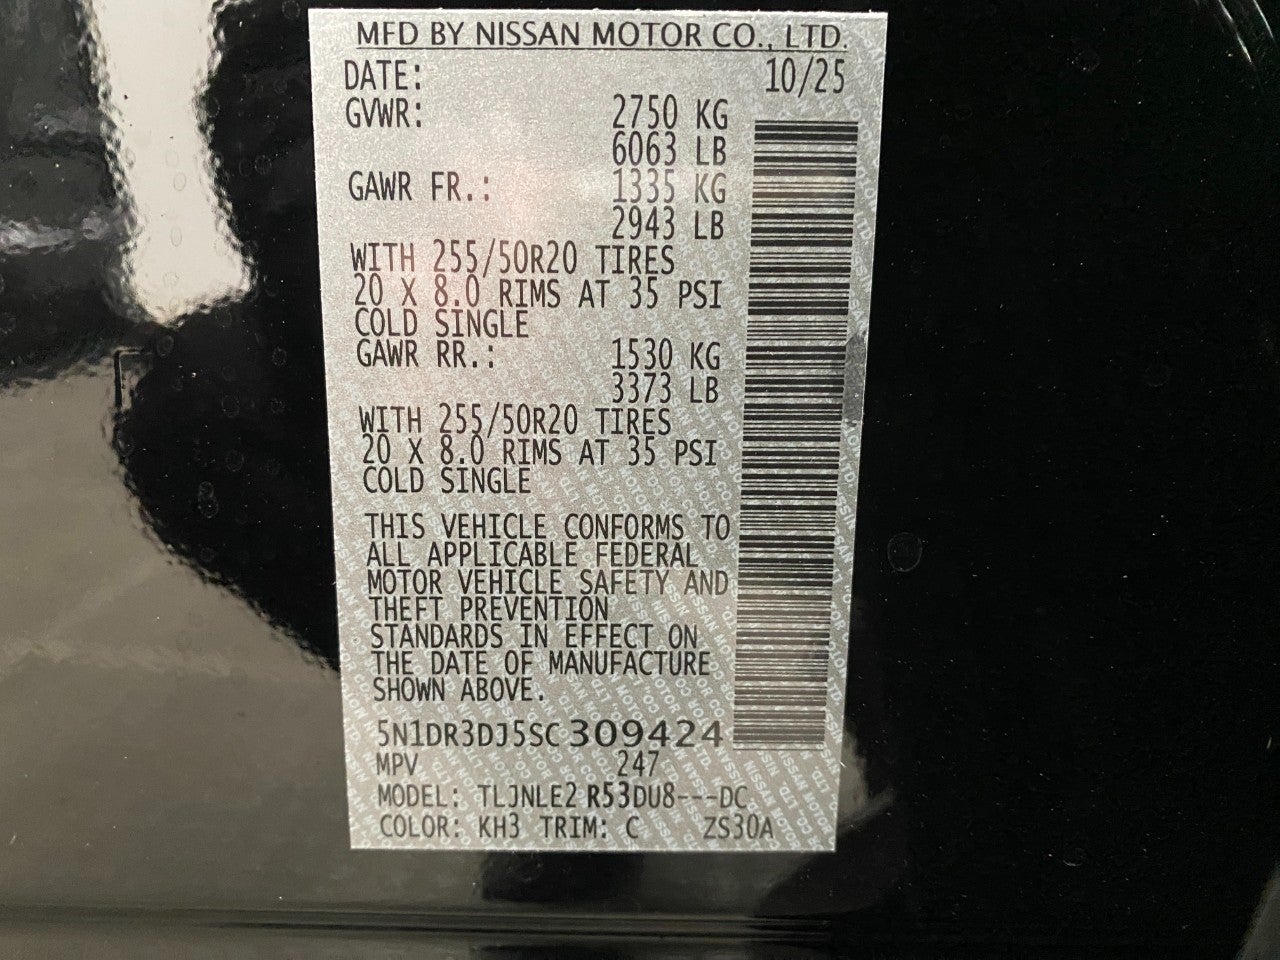 MFD BY NISSAN MOTOR CO., LTD.
DATE: 10/25
GVWR: 2750 KG
6063 LB
GAWR FR.: 1335 KG
2943 LB
WITH 255/50R20 TIRES
20 X 8.0 RIMS AT 35 PSI
COLD SINGLE
GAWR RR.: 1530 KG
3373 LB
WITH 255/50R20 TIRES
20 X 8.0 RIMS AT 35 PSI
COLD SINGLE
THIS VEHICLE CONFORMS TO
ALL APPLICABLE FEDERAL
MOTOR VEHICLE SAFETY AND
THEFT PREVENTION
STANDARDS IN EFFECT ON
THE DATE OF MANUFACTURE
SHOWN ABOVE.
5N1DR3DJ5SC309424
MPV 247
MODEL: TLJNLE2 R53DU8---DC
COLOR: KH3 TRIM: C ZS30A